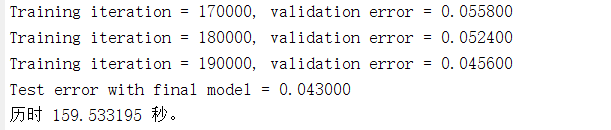 Training iteration = 170000, validation error = 0.055800
Training iteration = 180000, validation error = 0.052400
Training iteration = 190000, validation error = 0.045600
Test error with final model = 0.043000
历时 159.533195 秒。